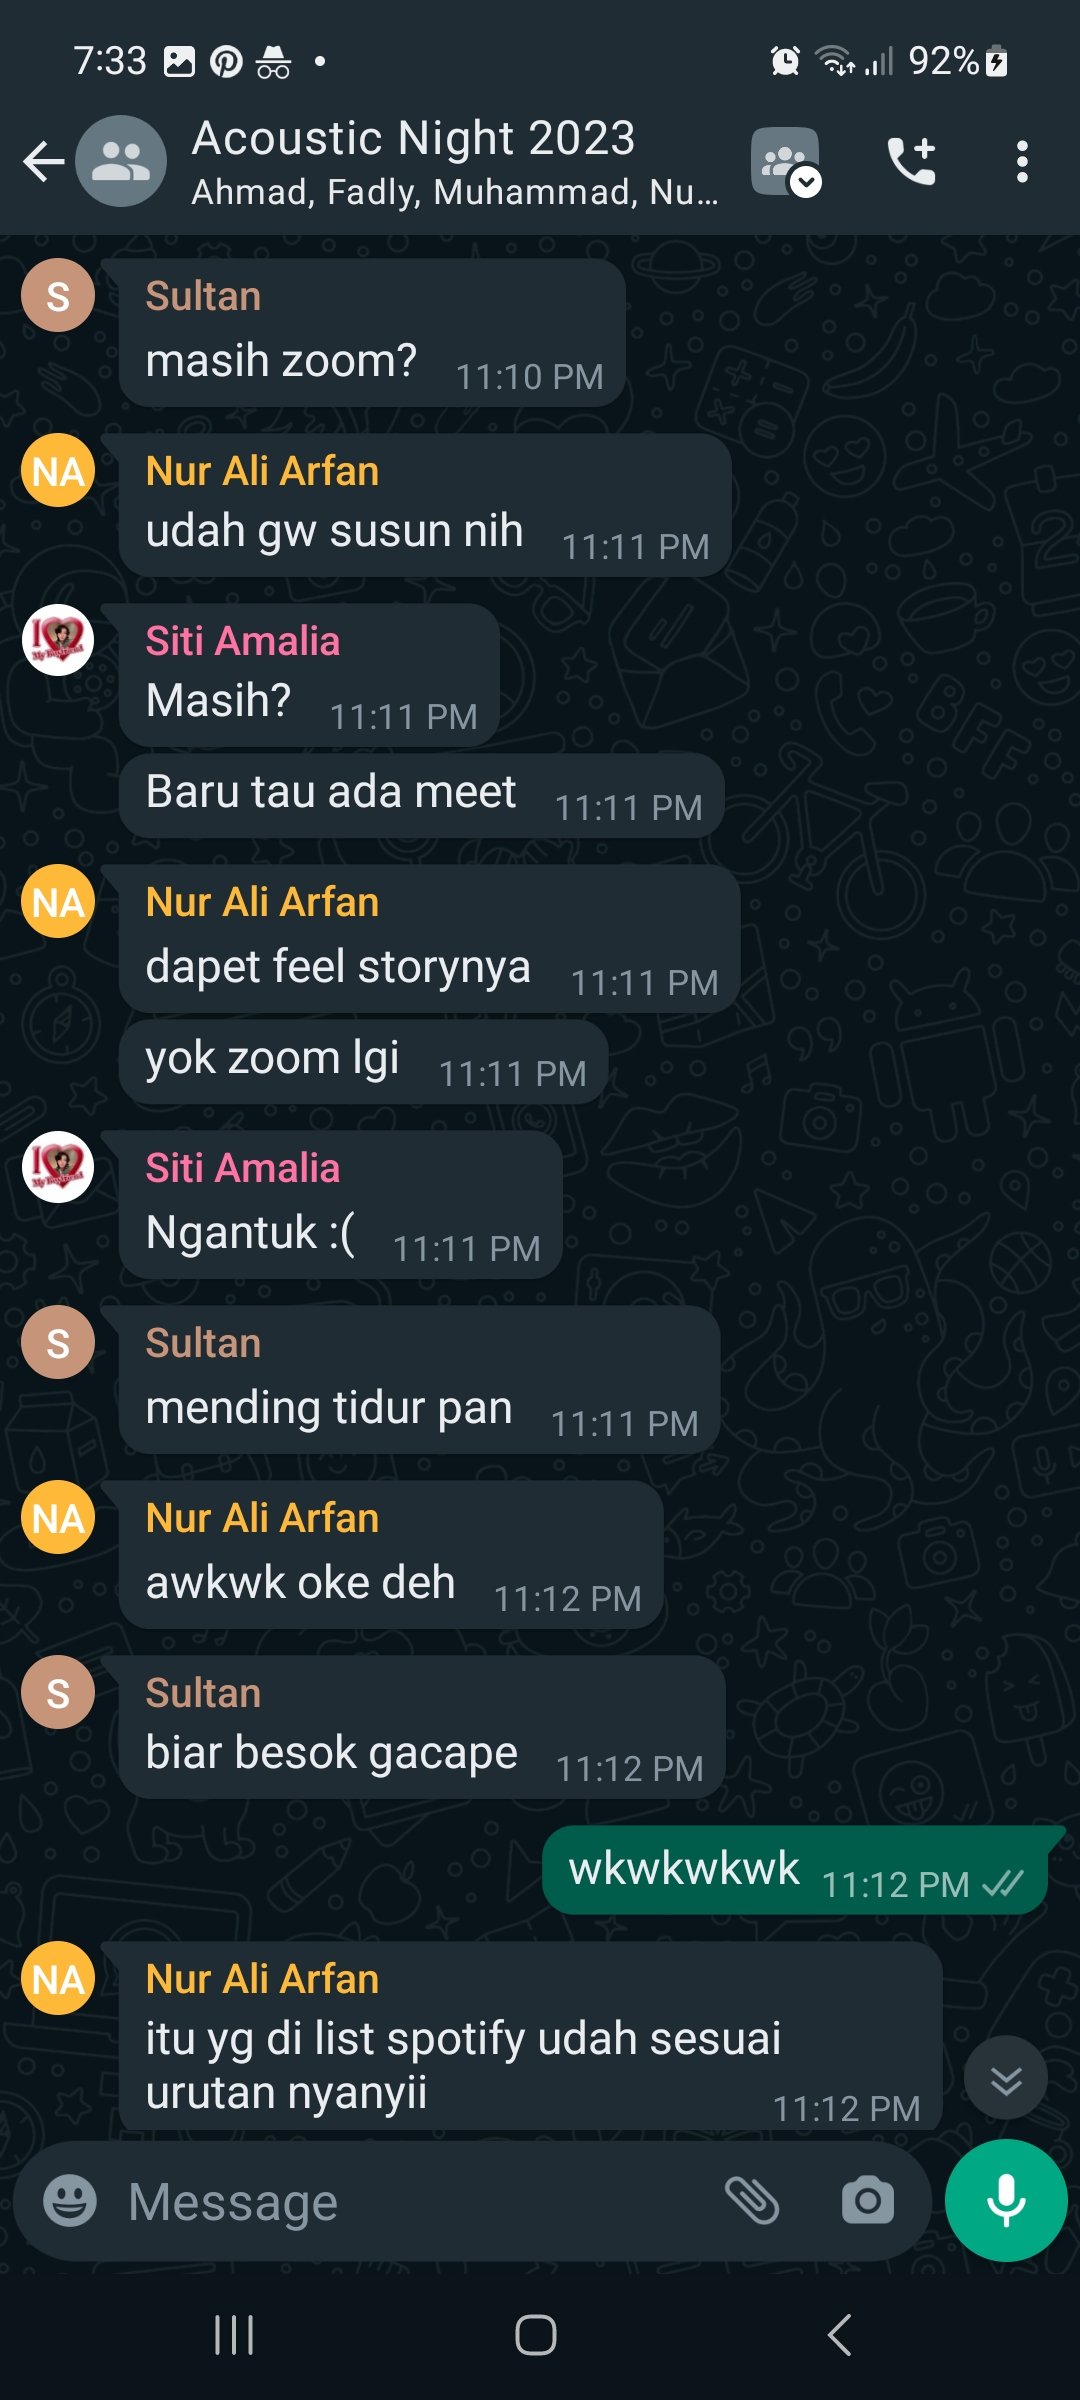 7:33
92%
Acoustic Night 2023
Ahmad, Fadly, Muhammad, Nu...
S
Sultan
masih zoom?
11:10 PM
NA
Nur Ali Arfan
udah gw susun nih
11:11 PM
Siti Amalia
Masih?
11:11 PM
Baru tau ada meet
11:11 PM
NA
Nur Ali Arfan
dapet feel storynya
11:11 PM
yok zoom lgi
11:11 PM
Siti Amalia
Ngantuk :(
11:11 PM
S
Sultan
mending tidur pan
11:11 PM
NA
Nur Ali Arfan
awkwk oke deh
11:12 PM
S
Sultan
biar besok gacape
11:12 PM
wkwkwkwk
11:12 PM
NA
Nur Ali Arfan
itu yg di list spotify udah sesuai
urutan nyanyii
11:12 PM
Message